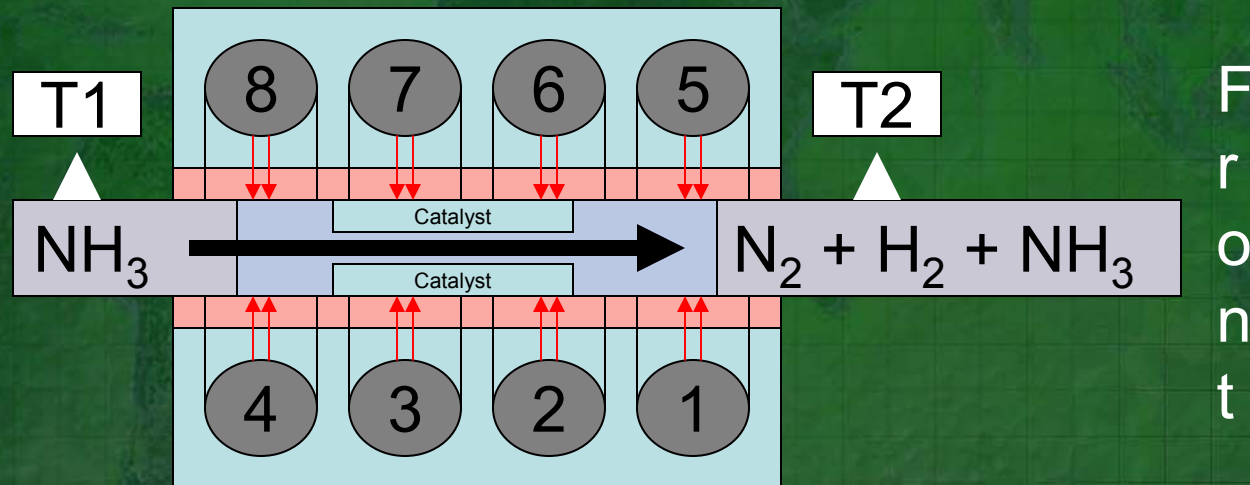 8 7 6 5
T1 T2
Catalyst
NH₃ N₂ + H₂ + NH₃
Catalyst
4 3 2 1
F
r
o
n
t